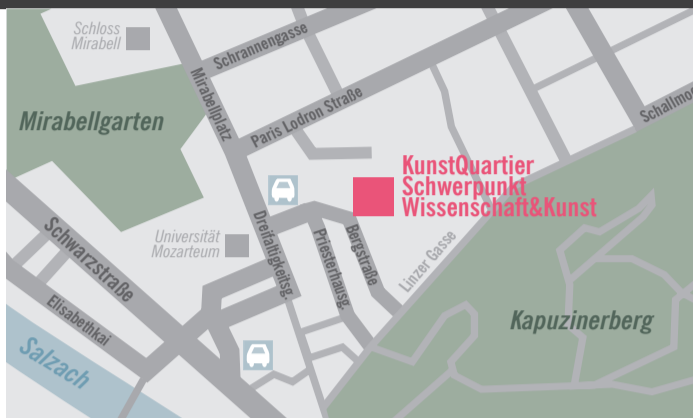 Schloss
Mirabell
Schrannengasse
Mirabellgarten
Mirabellplatz
Paris Lodron Straße
Schallmo
KunstQuartier
Schwerpunkt
Wissenschaft&Kunst
Universität
Mozarteum
Dreifaltigkeitsg.
Priesterhausg.
Bergstraße
Linzer Gasse
Schwarzstraße
Elisabethkai
Salzach
Kapuzinerberg